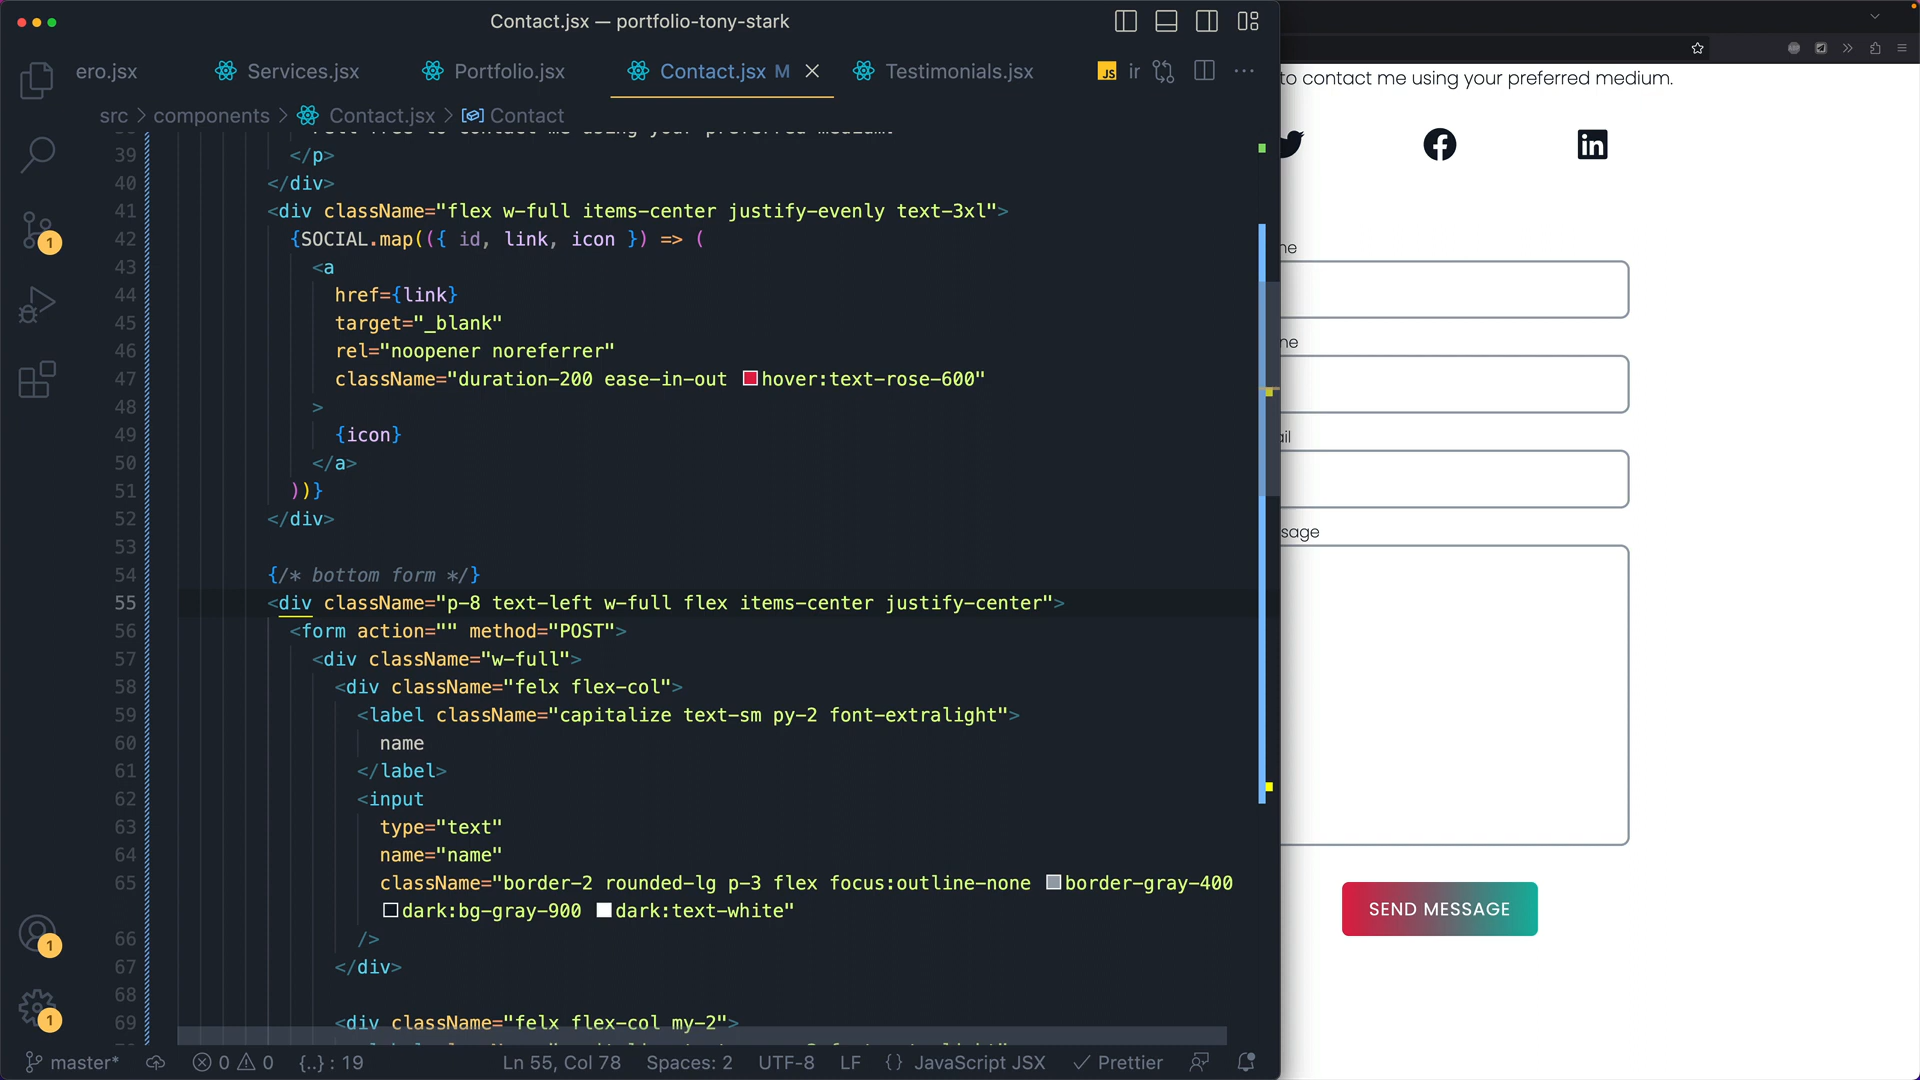 Contact.jsx — portfolio-tony-stark
ero.jsx
Services.jsx
Portfolio.jsx
Contact.jsx M
Testimonials.jsx
JS ir
src > components > Contact.jsx > Contact
39 </p>
40 </div>
41 <div className="flex w-full items-center justify-evenly text-3xl">
42 {SOCIAL.map(({ id, link, icon }) => (
43 <a
44 href={link}
45 target="_blank"
46 rel="noopener noreferrer"
47 className="duration-200 ease-in-out hover:text-rose-600"
48 >
49 {icon}
50 </a>
51 ))}
52 </div>
53
54 {/* bottom form */}
55 <div className="p-8 text-left w-full flex items-center justify-center">
56 <form action="" method="POST">
57 <div className="w-full">
58 <div className="felx flex-col">
59 <label className="capitalize text-sm py-2 font-extralight">
60 name
61 </label>
62 <input
63 type="text"
64 name="name"
65 className="border-2 rounded-lg p-3 flex focus:outline-none border-gray-400
dark:bg-gray-900 dark:text-white"
66 />
67 </div>
68
69 <div className="felx flex-col my-2">
1
1
1
master* 0 0 {..} : 19 Ln 55, Col 78 Spaces: 2 UTF-8 LF {} JavaScript JSX Prettier
to contact me using your preferred medium.
in
ne
ne
il
sage
SEND MESSAGE